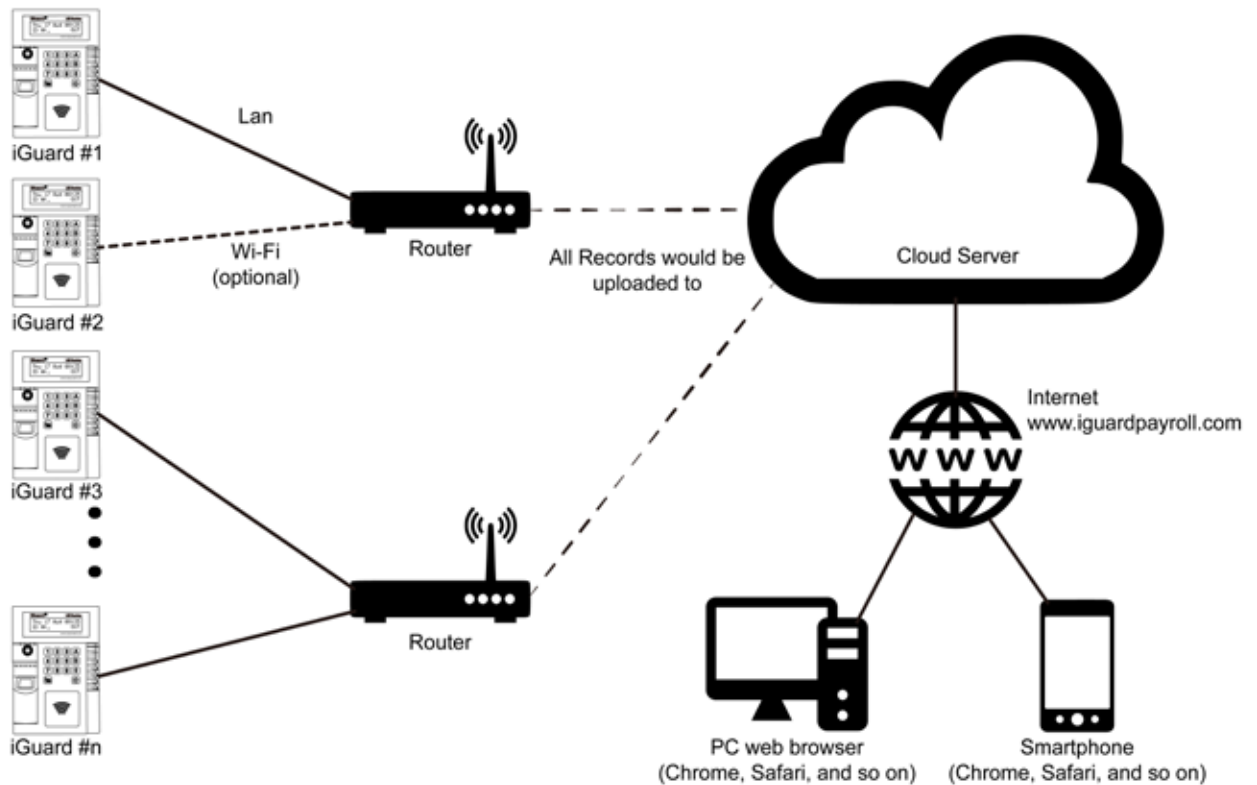 iGuard #1
Lan
iGuard #2
Wi-Fi
(optional)
Router
All Records would be
uploaded to
Cloud Server
iGuard #3
Internet
www.iguardpayroll.com
W W W
Router
iGuard #n
PC web browser
(Chrome, Safari, and so on)
Smartphone
(Chrome, Safari, and so on)